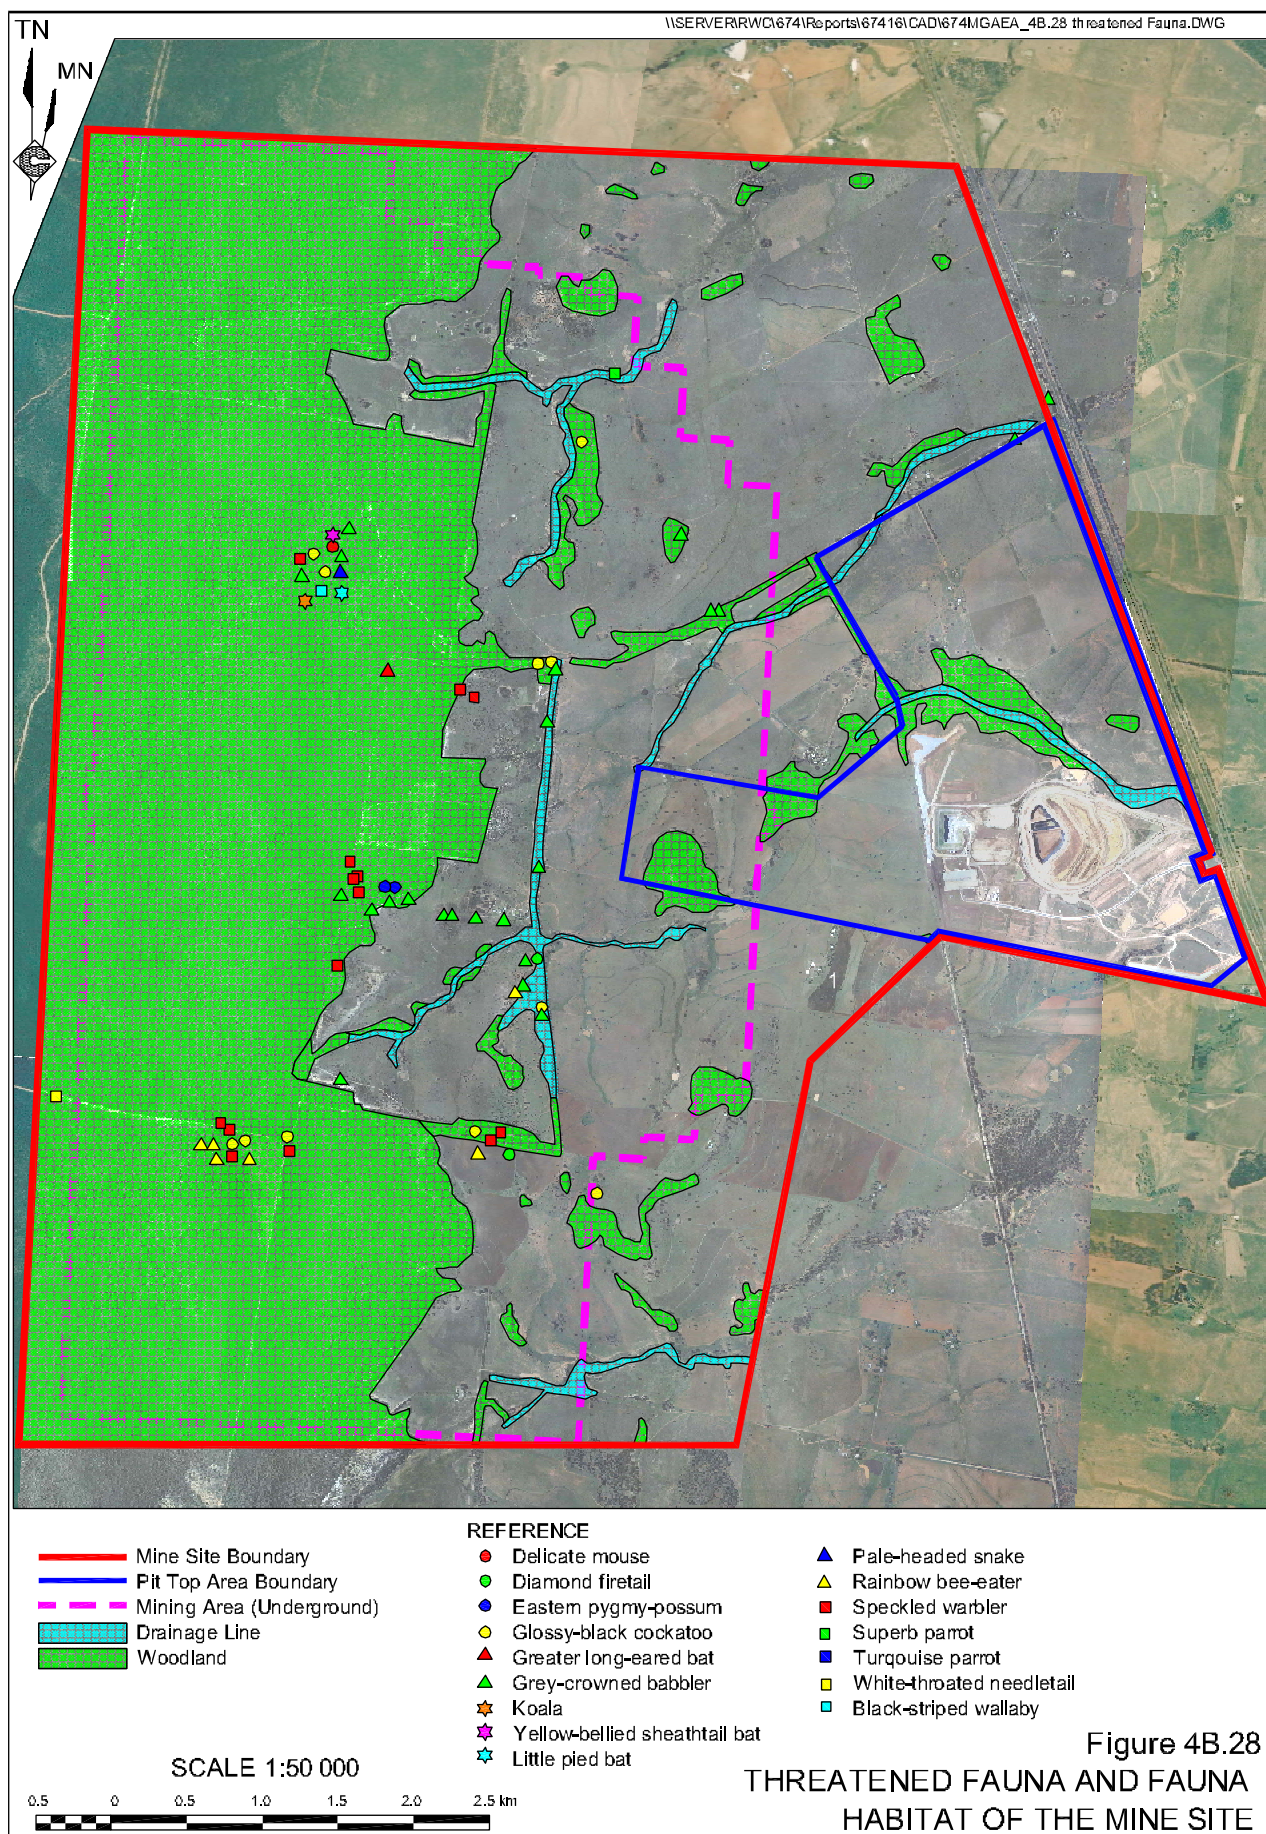 \\SERVER\RWC\674\Reports\67416\CAD\674MGAEA_4B.28 threatened Fauna.DWG
TN
MN
1
REFERENCE
Mine Site Boundary
Pit Top Area Boundary
Mining Area (Underground)
Drainage Line
Woodland
Delicate mouse
Diamond firetail
Eastern pygmy-possum
Glossy-black cockatoo
Greater long-eared bat
Grey-crowned babbler
Koala
Yellow-bellied sheathtail bat
Little pied bat
Pale-headed snake
Rainbow bee-eater
Speckled warbler
Superb parrot
Turqouise parrot
White-throated needletail
Black-striped wallaby
SCALE 1:50 000
0.5 0 0.5 1.0 1.5 2.0 2.5 km
Figure 4B.28
THREATENED FAUNA AND FAUNA
HABITAT OF THE MINE SITE